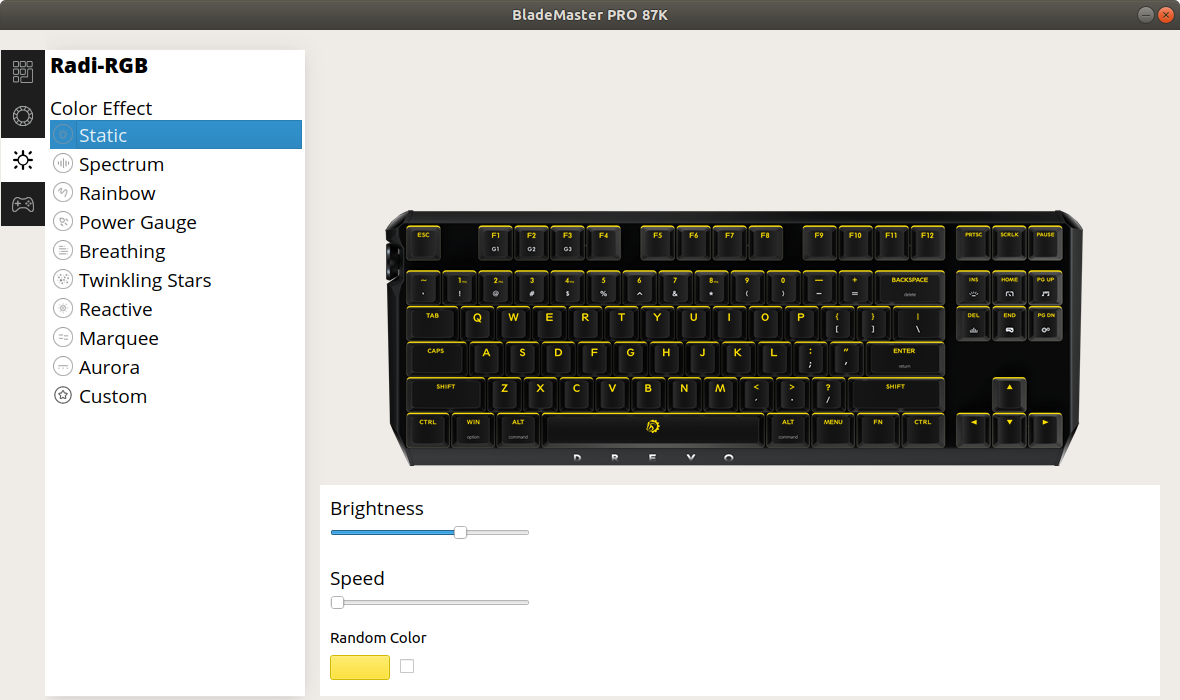 BladeMaster PRO 87K
Radi-RGB
Color Effect
Static
Spectrum
Rainbow
Power Gauge
Breathing
Twinkling Stars
Reactive
Marquee
Aurora
Custom
ESC F1 F2 F3 F4 F5 F6 F7 F8 F9 F10 F11 F12 PRTSC SCRLK PAUSE
G1 G2 G3
~ 1 2 3 4 5 6 7 8 9 0 — + BACKSPACE INS HOME PG UP
! @ # $ % ^ & * ( ) – =
TAB Q W E R T Y U I O P { } | DEL END PG DN
[ ] \
CAPS A S D F G H J K L : “ ENTER
; ‘ return
SHIFT Z X C V B N M < > ? SHIFT ▲
, . /
CTRL WIN ALT ALT MENU FN CTRL ◄ ▼ ►
option command command
DREVO
Brightness
Speed
Random Color